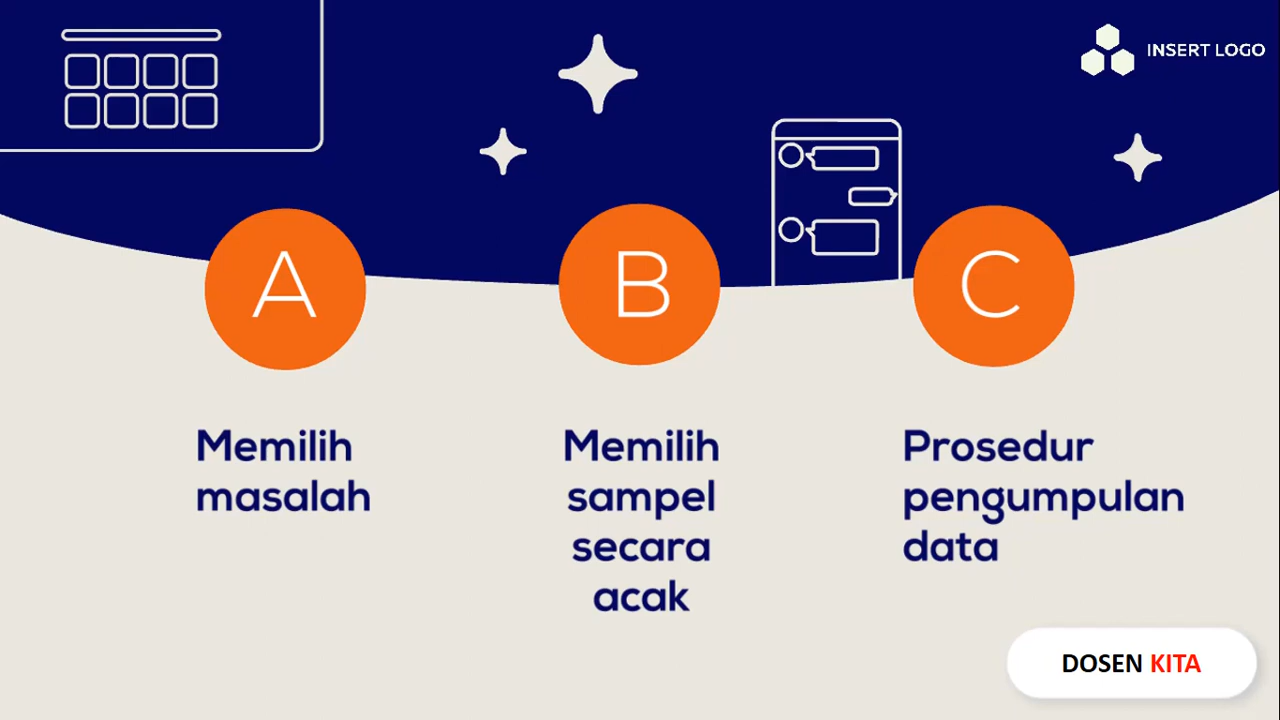 INSERT LOGO
A
B
C
Memilih
masalah
Memilih
sampel
secara
acak
Prosedur
pengumpulan
data
DOSEN KITA